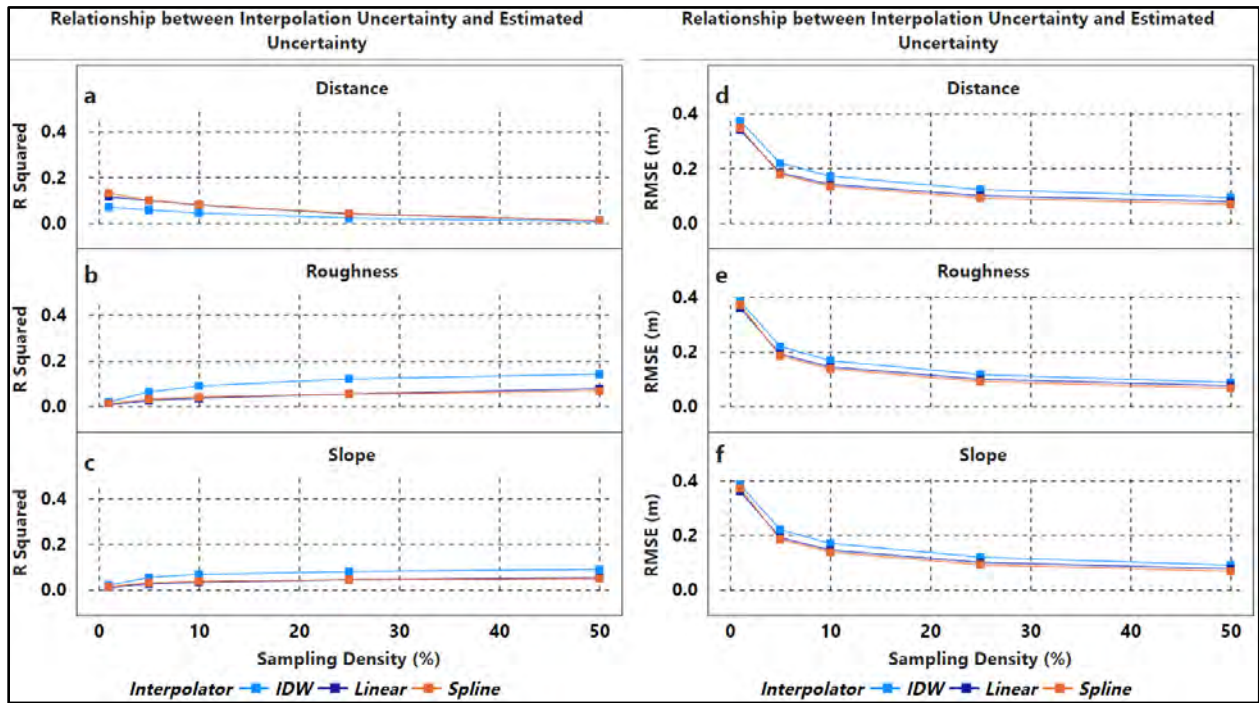 Relationship between Interpolation Uncertainty and Estimated
Uncertainty
a
Distance
R Squared
0.4
0.2
0.0
b
Roughness
R Squared
0.4
0.2
0.0
c
Slope
R Squared
0.4
0.2
0.0
0 10 20 30 40 50
Sampling Density (%)
Interpolator IDW Linear Spline
Relationship between Interpolation Uncertainty and Estimated
Uncertainty
d
Distance
RMSE (m)
0.4
0.2
0.0
e
Roughness
RMSE (m)
0.4
0.2
0.0
f
Slope
RMSE (m)
0.4
0.2
0.0
0 10 20 30 40 50
Sampling Density (%)
Interpolator IDW Linear Spline